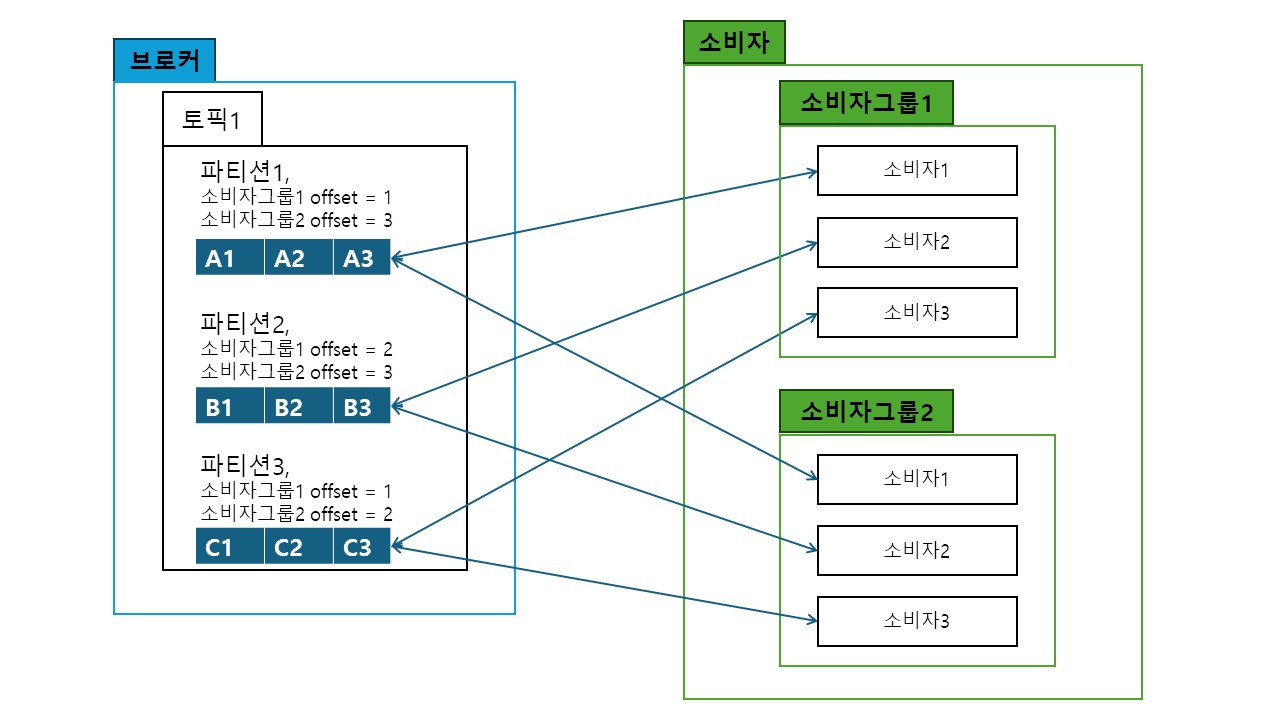 브로커
토픽1
파티션1,
소비자그룹1 offset = 1
소비자그룹2 offset = 3
A1 A2 A3
파티션2,
소비자그룹1 offset = 2
소비자그룹2 offset = 3
B1 B2 B3
파티션3,
소비자그룹1 offset = 1
소비자그룹2 offset = 2
C1 C2 C3
소비자
소비자그룹1
소비자1
소비자2
소비자3
소비자그룹2
소비자1
소비자2
소비자3